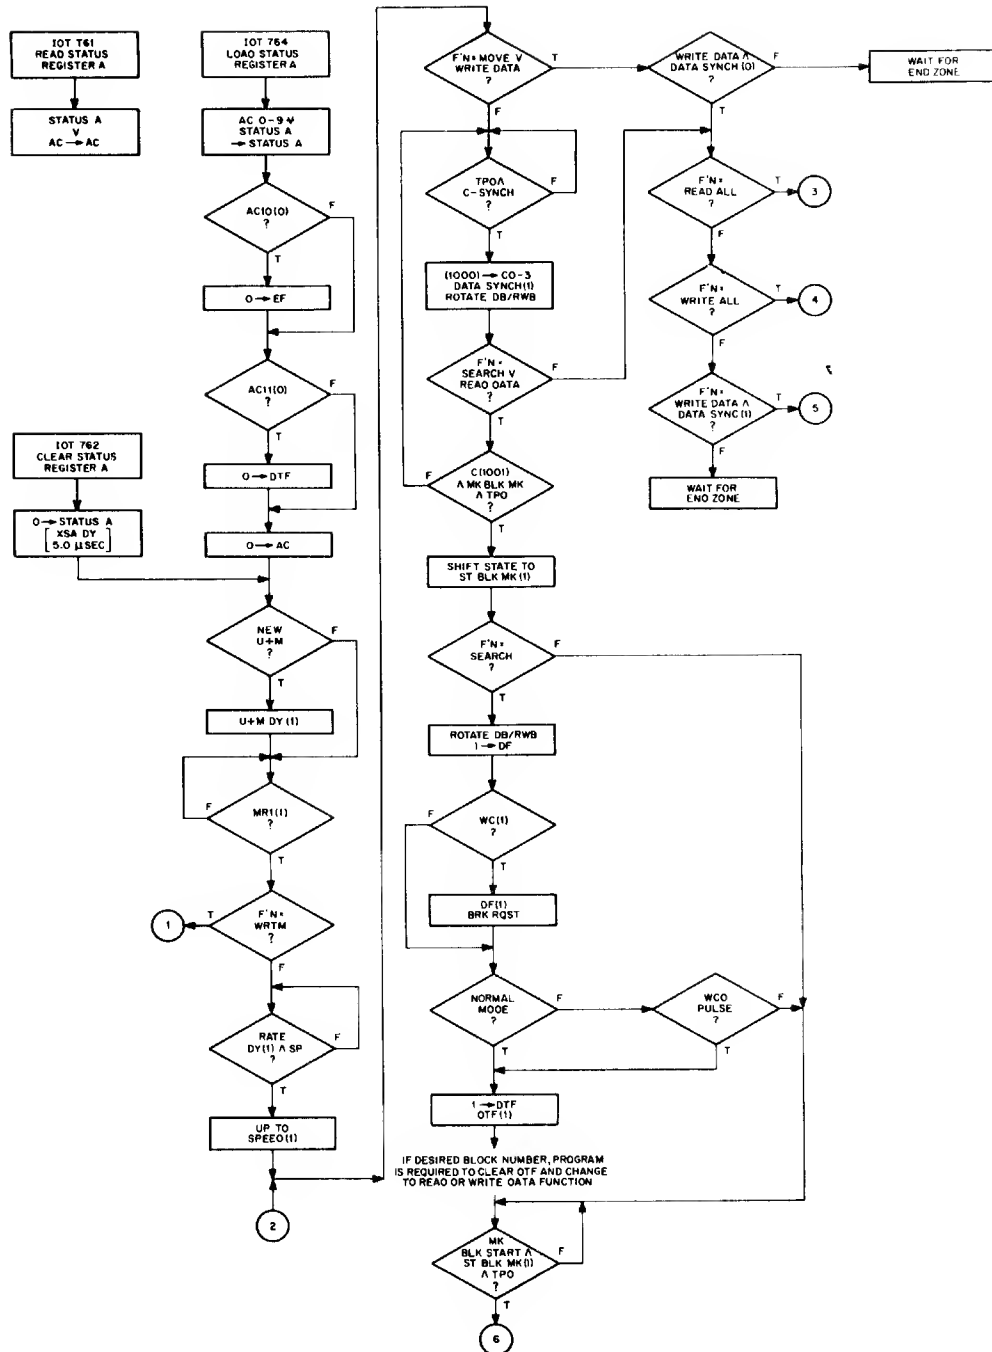 IOT T61
READ STATUS
REGISTER A
STATUS A
V
AC → AC
IOT 764
LOAD STATUS
REGISTER A
AC 0-9 ⊻
STATUS A
→ STATUS A
AC10(0)
?
F
T
0 → EF
AC11(0)
?
F
T
0 → DTF
0 → AC
IOT 762
CLEAR STATUS
REGISTER A
0 → STATUS A
[ XSA DY
5.0 μSEC ]
NEW
U+M
?
F
T
U+M DY(1)
MR1(1)
?
F
T
F'N =
WRTM
?
T
1
F
RATE
DY(1) Λ SP
?
F
T
UP TO
SPEED(1)
2
F'N = MOVE V
WRITE DATA
?
T
F
TPO Λ
C-SYNCH
?
F
T
(1000) → CO-3
DATA SYNCH(1)
ROTATE DB/RWB
F'N =
SEARCH V
READ DATA
?
F
T
C(1001)
Λ MK BLK MK
Λ TPO
?
F
T
SHIFT STATE TO
ST BLK MK(1)
F'N =
SEARCH
?
F
T
ROTATE DB/RWB
1 → DF
WC(1)
?
F
T
DF(1)
BRK RQST
NORMAL
MODE
?
F
T
WCO
PULSE
?
F
T
1 → DTF
DTF(1)
IF DESIRED BLOCK NUMBER, PROGRAM
IS REQUIRED TO CLEAR DTF AND CHANGE
TO READ OR WRITE DATA FUNCTION
MK
BLK START Λ
ST BLK MK(1)
Λ TPO
?
F
T
6
WRITE DATA Λ
DATA SYNCH(0)
?
F
T
WAIT FOR
END ZONE
F'N =
READ ALL
?
T
3
F
F'N =
WRITE ALL
?
T
4
F
F'N =
WRITE DATA Λ
DATA SYNC(1)
?
T
5
F
WAIT FOR
END ZONE